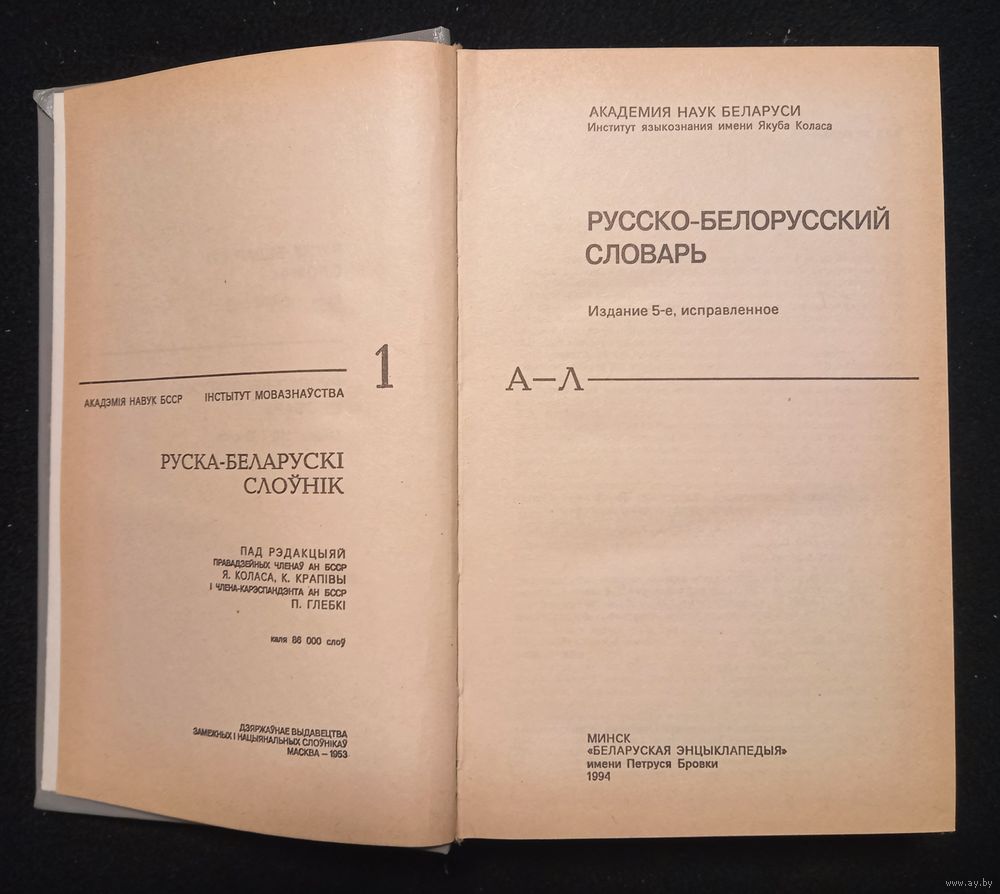 1
АКАДЭМІЯ НАВУК БССР ІНСТЫТУТ МОВАЗНАЎСТВА
РУСКА-БЕЛАРУСКІ
СЛОЎНІК
ПАД РЭДАКЦЫЯЙ
ПРАВАДЗЕЙНЫХ ЧЛЕНАЎ АН БССР
Я. КОЛАСА, К. КРАПІВЫ
І ЧЛЕНА-КАРЭСПАНДЭНТА АН БССР
П. ГЛЕБКІ
каля 86 000 слоў
ДЗЯРЖАЎНАЕ ВЫДАВЕЦТВА
ЗАМЕЖНЫХ І НАЦЫЯНАЛЬНЫХ СЛОЎНІКАЎ
МАСКВА – 1953
АКАДЕМИЯ НАУК БЕЛАРУСИ
Институт языкознания имени Якуба Коласа
РУССКО-БЕЛОРУССКИЙ
СЛОВАРЬ
Издание 5-е, исправленное
А—Л
МИНСК
«БЕЛАРУСКАЯ ЭНЦЫКЛАПЕДЫЯ»
имени Петруся Бровки
1994
www.ay.by